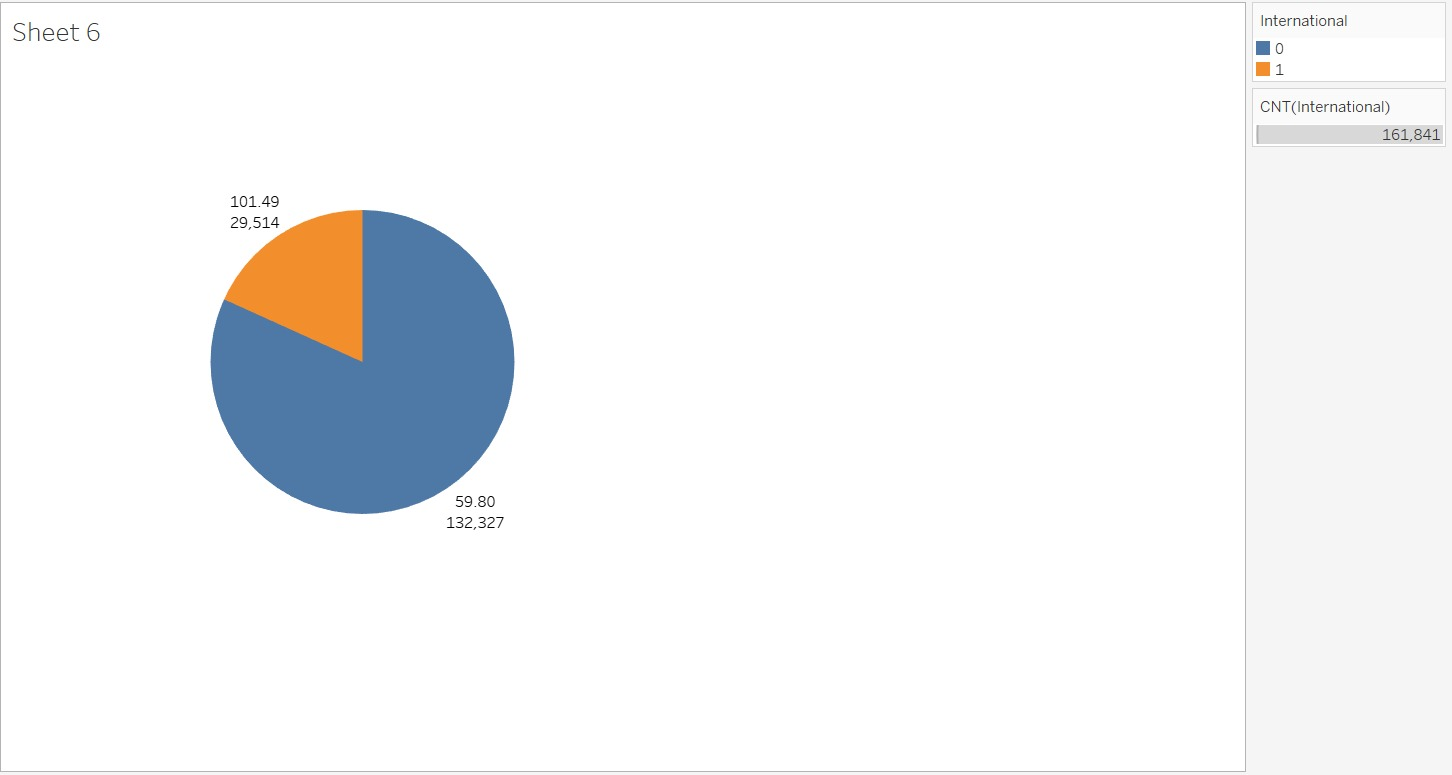 Sheet 6
101.49
29,514
59.80
132,327
International
0
1
CNT(International)
161,841